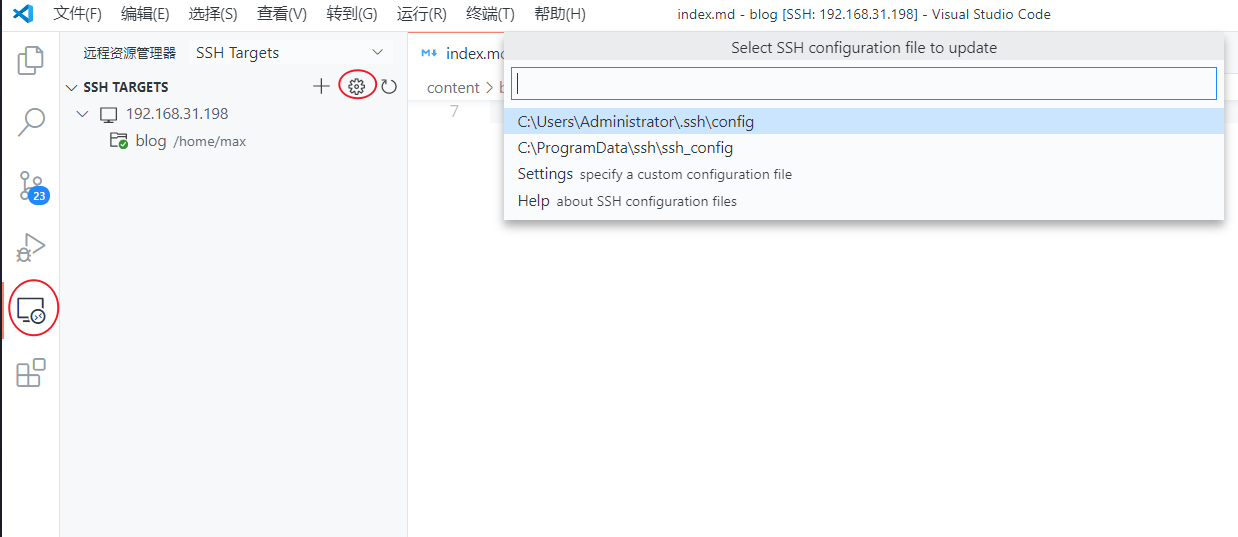 文件(F) 编辑(E) 选择(S) 查看(V) 转到(G) 运行(R) 终端(T) 帮助(H) index.md - blog [SSH: 192.168.31.198] - Visual Studio Code
远程资源管理器 SSH Targets
index.m
Select SSH configuration file to update
SSH TARGETS
content >
7
192.168.31.198
blog /home/max
C:\Users\Administrator\.ssh\config
C:\ProgramData\ssh\ssh_config
Settings specify a custom configuration file
Help about SSH configuration files
23